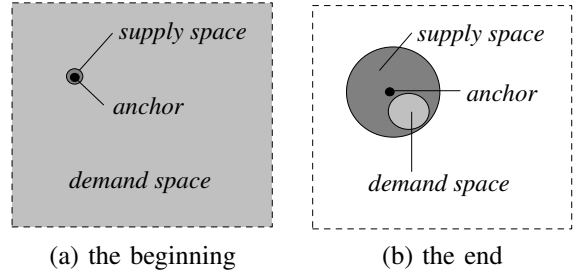 supply space
anchor
demand space
(a) the beginning
supply space
anchor
demand space
(b) the end